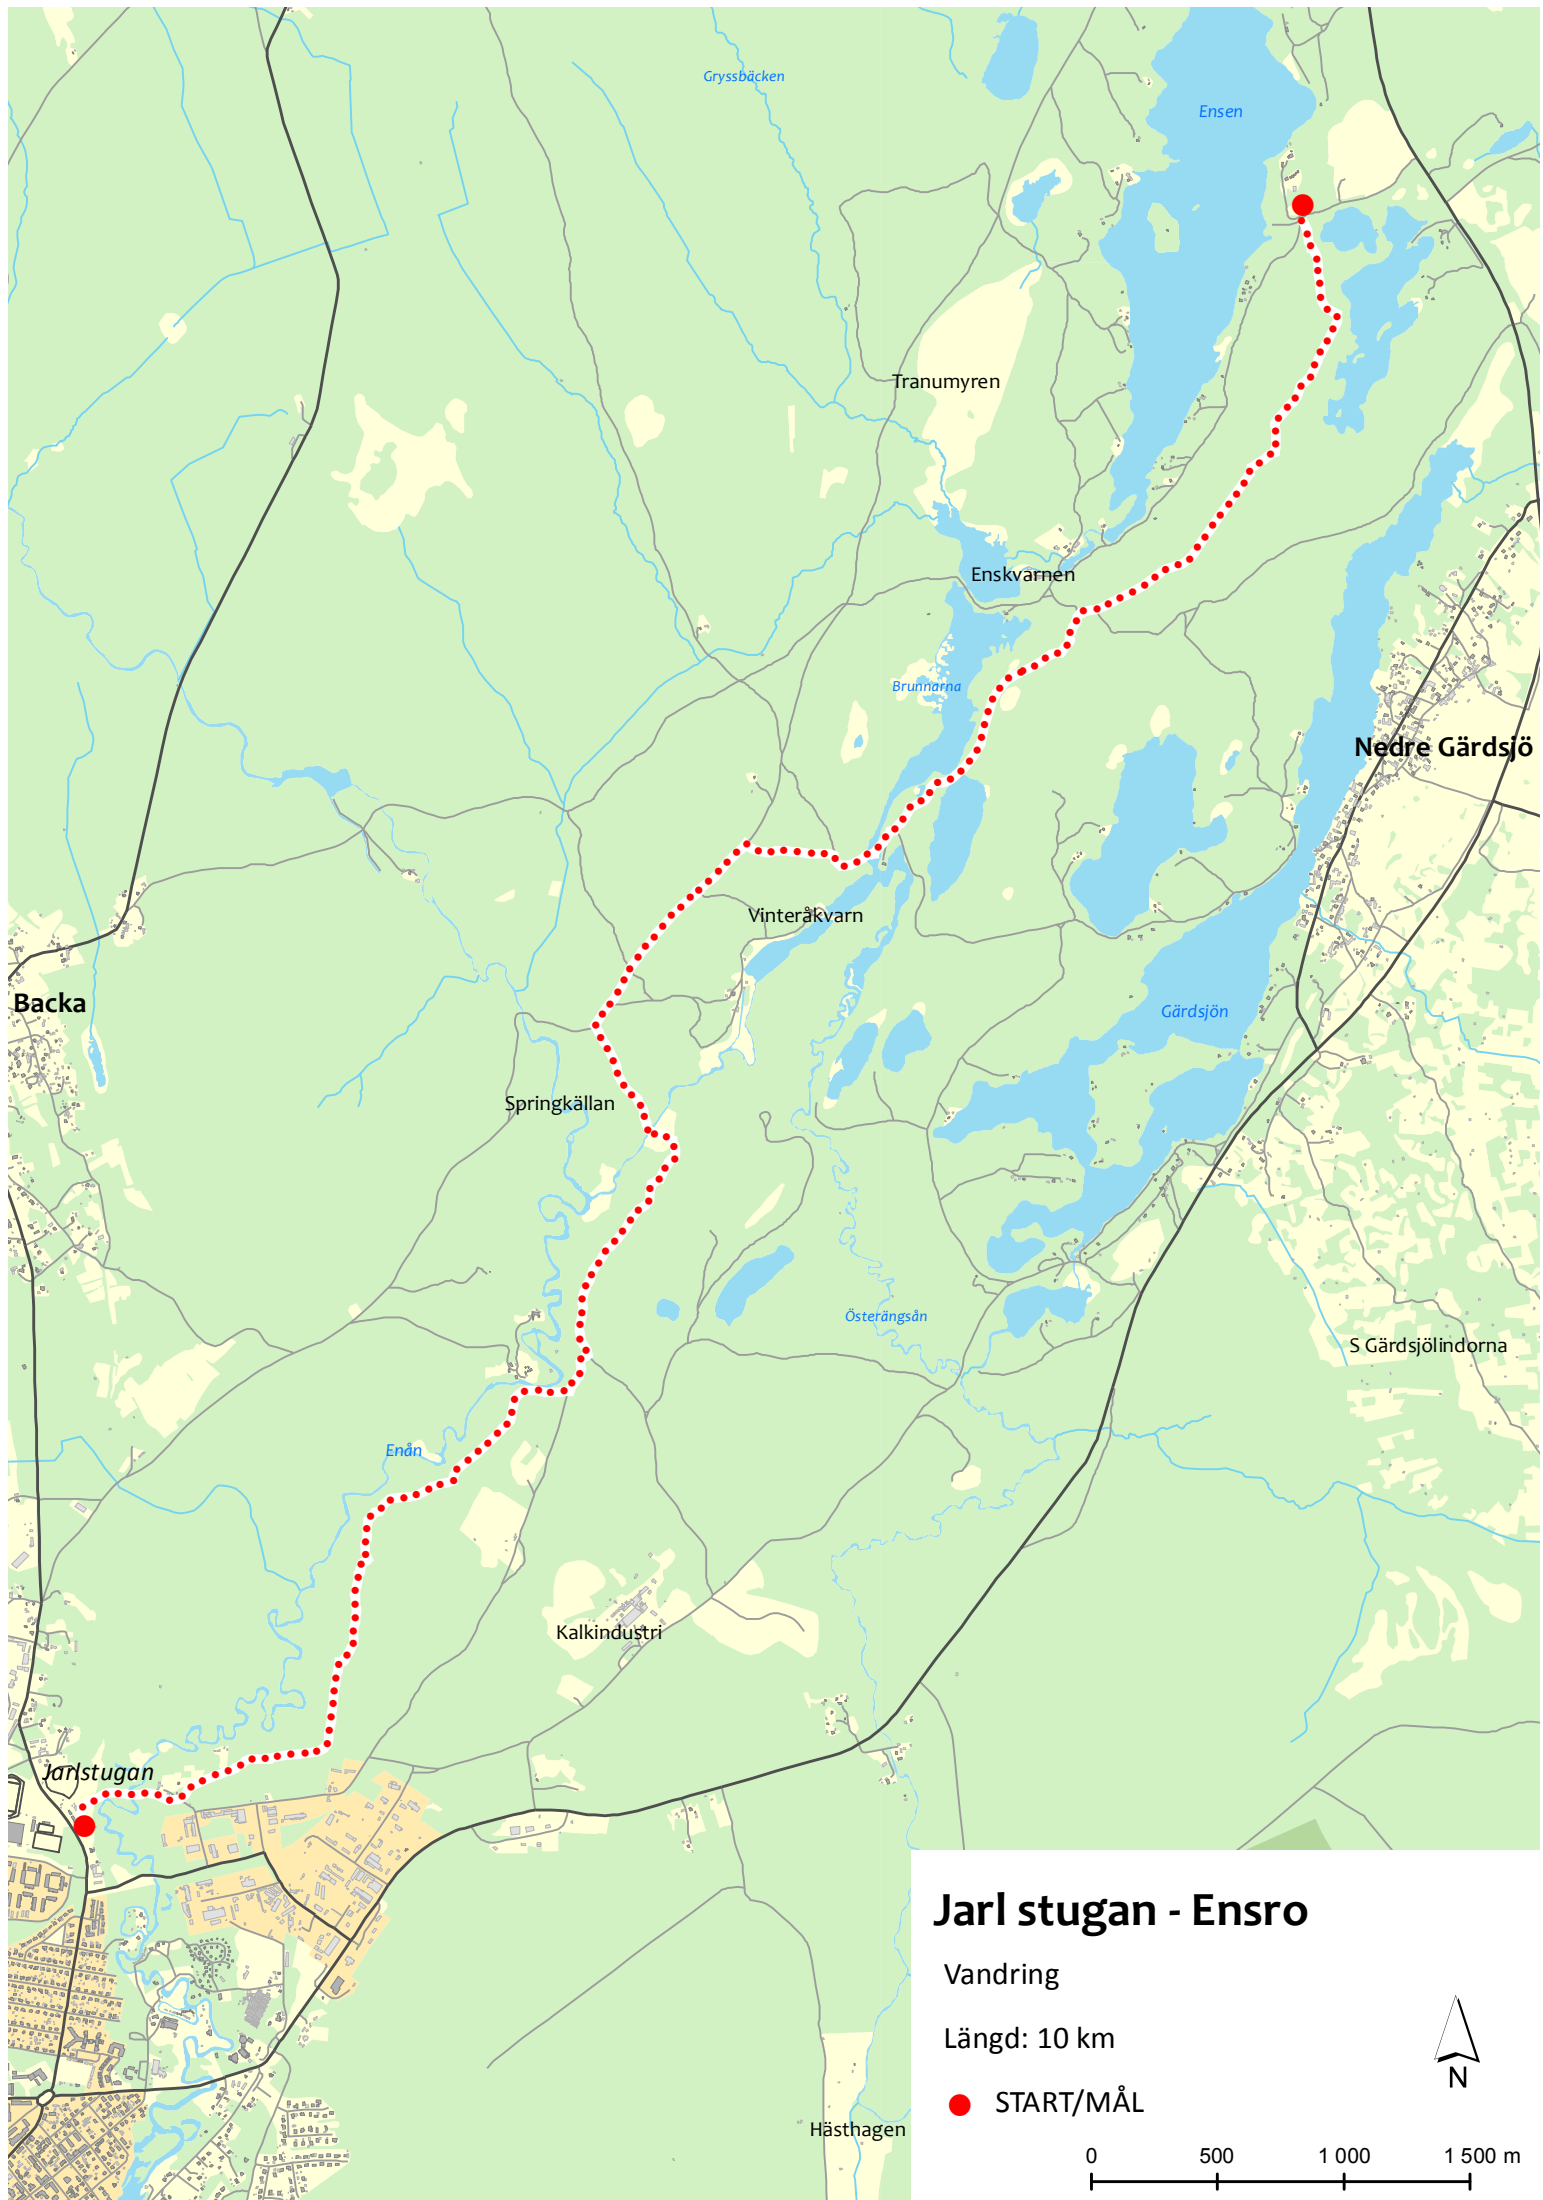 Gryssbäcken
Ensen
Tranumyren
Enskvarnen
Brunnarna
Nedre Gärdsjö
Vinteråkvarn
Backa
Gärdsjön
Springkällan
Österängsån
S Gärdsjölindorna
Enån
Kalkindustri
Jarlstugan
Jarl stugan - Ensro
Vandring
Längd: 10 km
START/MÅL
N
Hästhagen
0 500 1 000 1 500 m